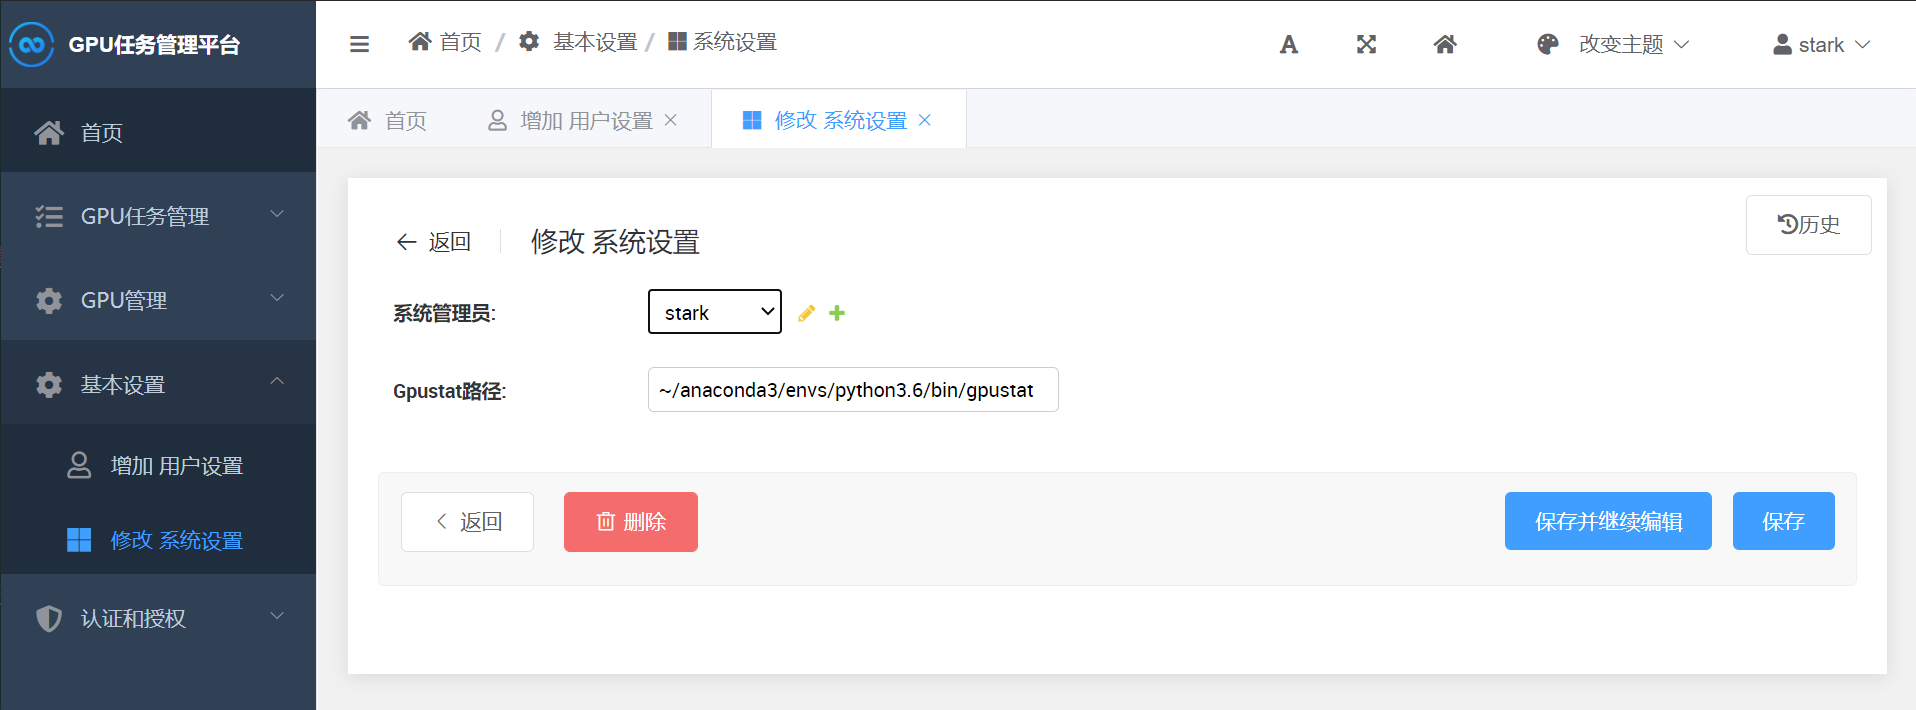 GPU任务管理平台
首页 / 基本设置 / 系统设置
A
改变主题
stark
首页
GPU任务管理
GPU管理
基本设置
增加 用户设置
修改 系统设置
认证和授权
首页
增加 用户设置
修改 系统设置
返回
修改 系统设置
历史
系统管理员:
stark
Gpustat路径:
~/anaconda3/envs/python3.6/bin/gpustat
返回
删除
保存并继续编辑
保存